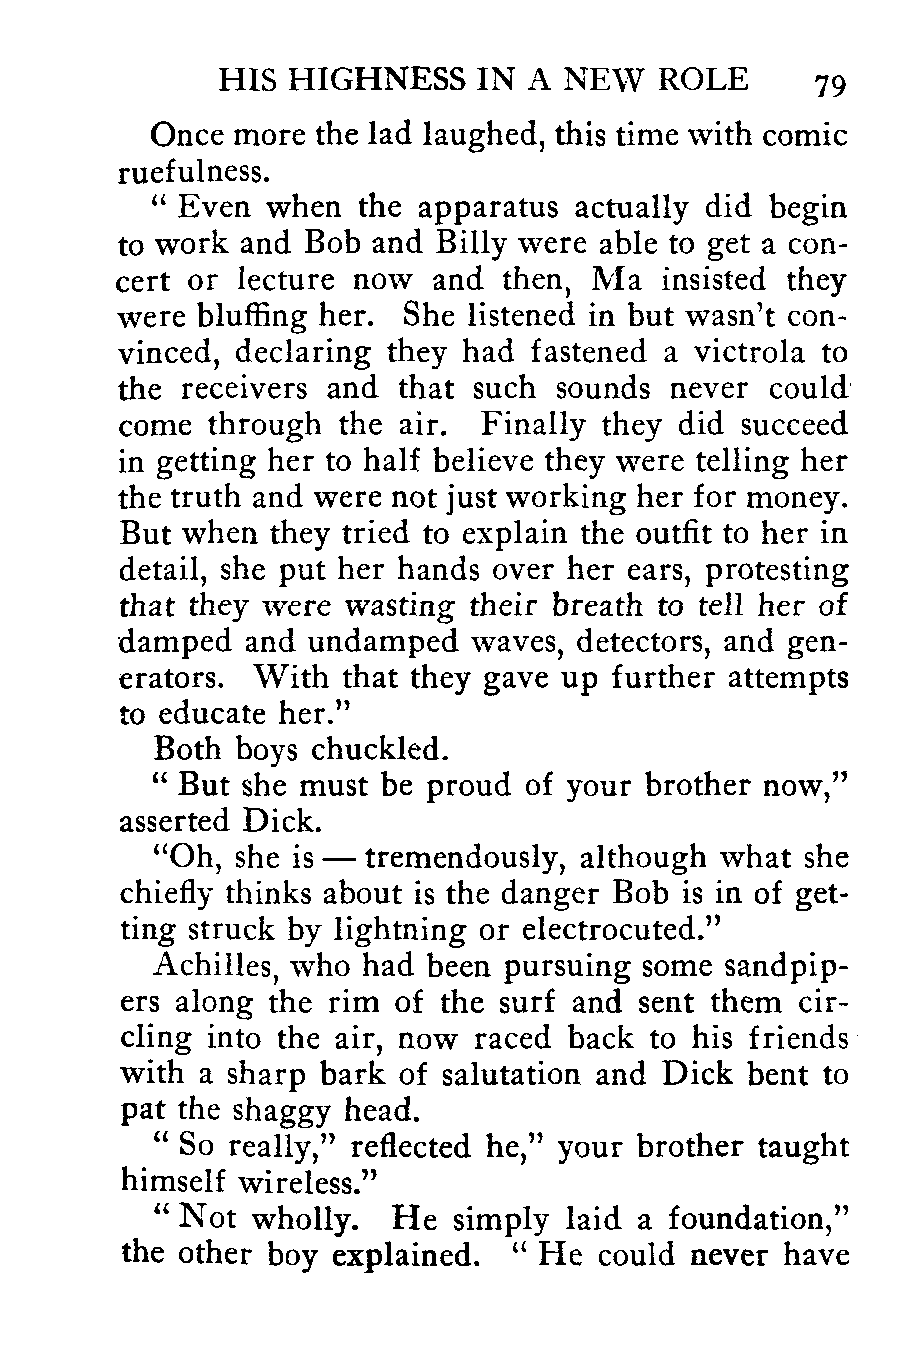 HIS HIGHNESS IN A NEW ROLE 79
Once more the lad laughed, this time with comic
ruefulness.
“ Even when the apparatus actually did begin
to work and Bob and Billy were able to get a con-
cert or lecture now and then, Ma insisted they
were bluffing her. She listened in but wasn’t con-
vinced, declaring they had fastened a victrola to
the receivers and that such sounds never could
come through the air. Finally they did succeed
in getting her to half believe they were telling her
the truth and were not just working her for money.
But when they tried to explain the outfit to her in
detail, she put her hands over her ears, protesting
that they were wasting their breath to tell her of
damped and undamped waves, detectors, and gen-
erators. With that they gave up further attempts
to educate her.”
Both boys chuckled.
“ But she must be proud of your brother now,”
asserted Dick.
“Oh, she is — tremendously, although what she
chiefly thinks about is the danger Bob is in of get-
ting struck by lightning or electrocuted.”
Achilles, who had been pursuing some sandpip-
ers along the rim of the surf and sent them cir-
cling into the air, now raced back to his friends
with a sharp bark of salutation and Dick bent to
pat the shaggy head.
“ So really,” reflected he,” your brother taught
himself wireless.”
“ Not wholly. He simply laid a foundation,”
the other boy explained. “ He could never have